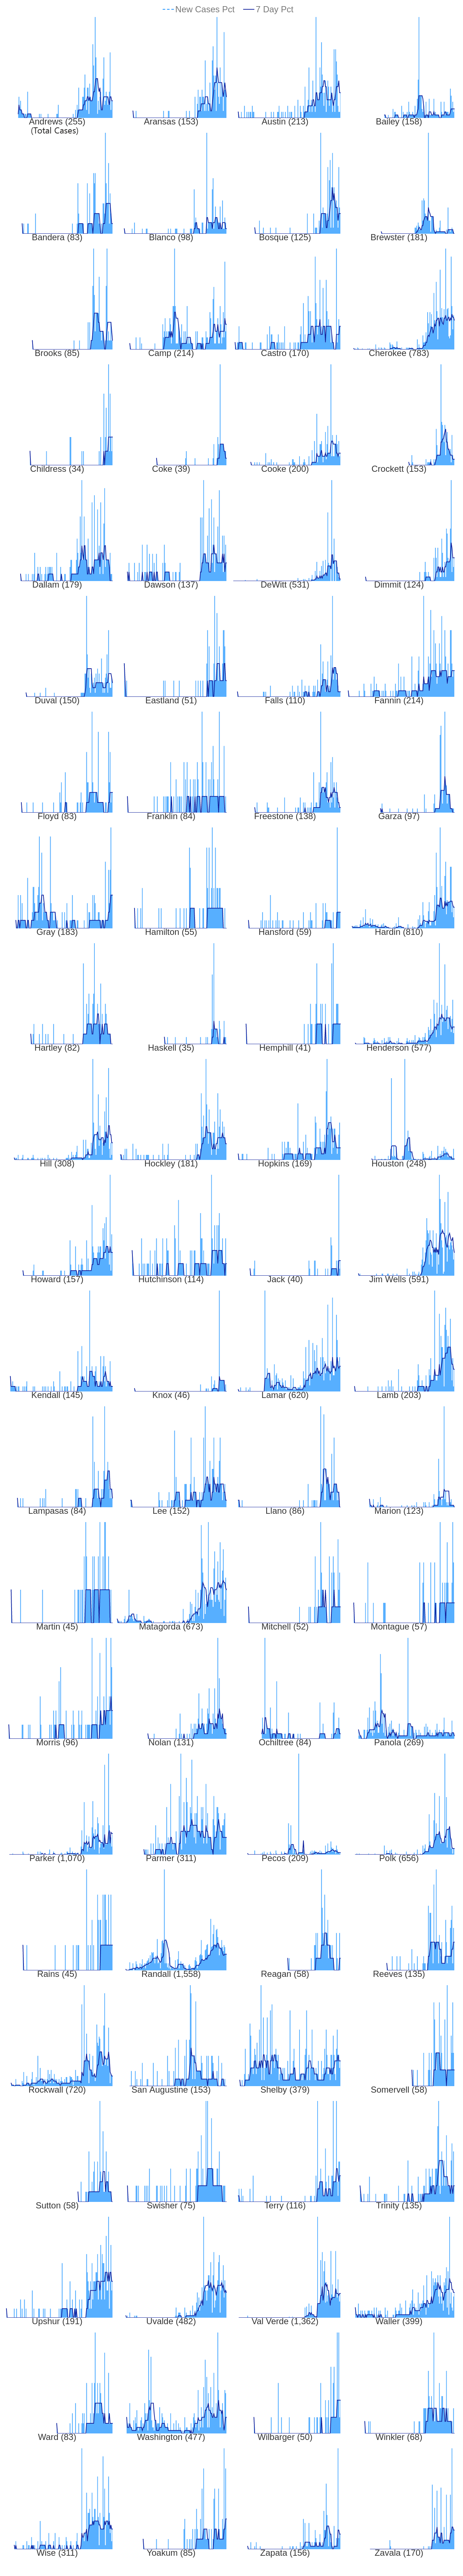 New Cases Pct 7 Day Pct
Andrews (255) Aransas (153) Austin (213) Bailey (158)
(Total Cases)
Bandera (83) Blanco (98) Bosque (125) Brewster (181)
Brooks (85) Camp (214) Castro (170) Cherokee (783)
Childress (34) Coke (39) Cooke (200) Crockett (153)
Dallam (179) Dawson (137) DeWitt (531) Dimmit (124)
Duval (150) Eastland (51) Falls (110) Fannin (214)
Floyd (83) Franklin (84) Freestone (138) Garza (97)
Gray (183) Hamilton (55) Hansford (59) Hardin (810)
Hartley (82) Haskell (35) Hemphill (41) Henderson (577)
Hill (308) Hockley (181) Hopkins (169) Houston (248)
Howard (157) Hutchinson (114) Jack (40) Jim Wells (591)
Kendall (145) Knox (46) Lamar (620) Lamb (203)
Lampasas (84) Lee (152) Llano (86) Marion (123)
Martin (45) Matagorda (673) Mitchell (52) Montague (57)
Morris (96) Nolan (131) Ochiltree (84) Panola (269)
Parker (1,070) Parmer (311) Pecos (209) Polk (656)
Rains (45) Randall (1,558) Reagan (58) Reeves (135)
Rockwall (720) San Augustine (153) Shelby (379) Somervell (58)
Sutton (58) Swisher (75) Terry (116) Trinity (135)
Upshur (191) Uvalde (482) Val Verde (1,362) Waller (399)
Ward (83) Washington (477) Wilbarger (50) Winkler (68)
Wise (311) Yoakum (85) Zapata (156) Zavala (170)